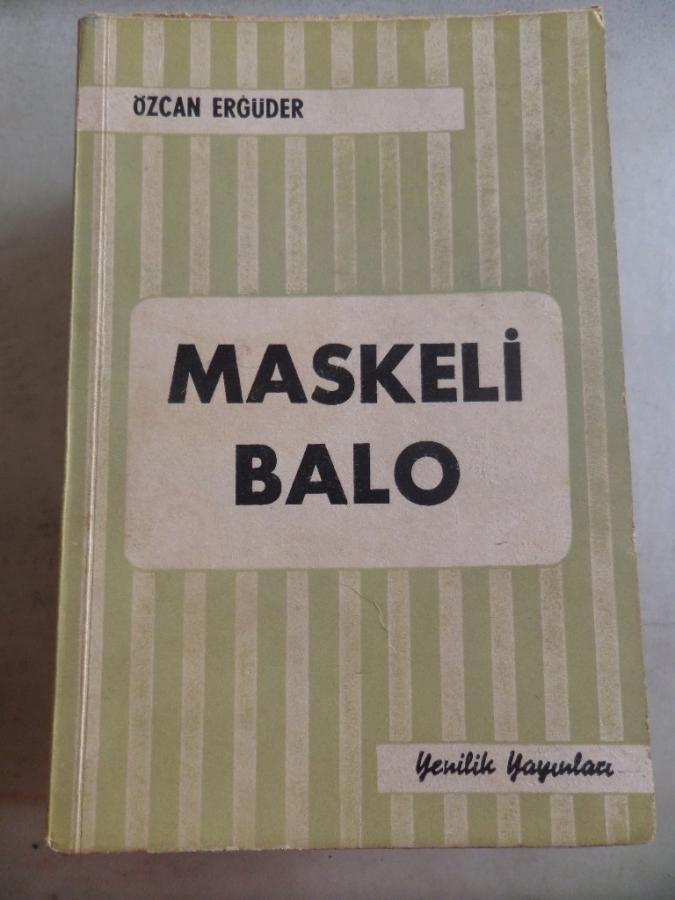 ÖZCAN ERGÜDER
MASKELİ
BALO
Yenilik Yayınları